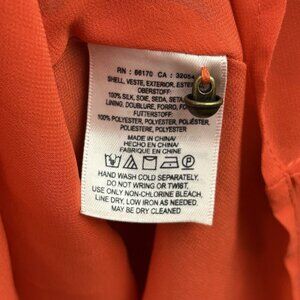 RN : 66170 CA : 32054
SHELL, VESTE, EXTERIOR, ESTER
OBERSTOFF:
100% SILK, SOIE, SEDA, SETA
LINING, DOUBLURE, FORRO, FO
FUTTERSTOFF:
100% POLYESTER, POLYESTER, POLIÉSTER,
POLIESTERE, POLYESTER
MADE IN CHINA/
HECHO EN CHINA/
FABRIQUE EN CHINE
HAND WASH COLD SEPARATELY,
DO NOT WRING OR TWIST,
USE ONLY NON-CHLORINE BLEACH,
LINE DRY, LOW IRON AS NEEDED,
MAY BE DRY CLEANED